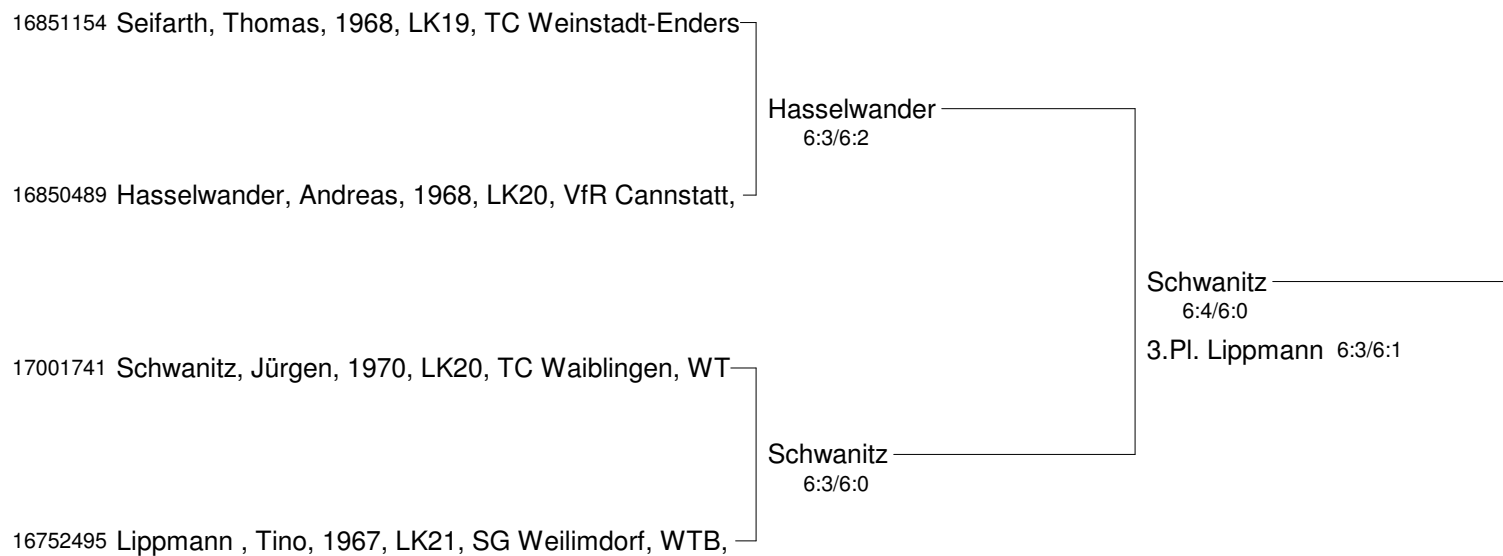 16851154 Seifarth, Thomas, 1968, LK19, TC Weinstadt-Enders
Hasselwander
6:3/6:2
16850489 Hasselwander, Andreas, 1968, LK20, VfR Cannstatt,
Schwanitz
6:4/6:0
3.Pl. Lippmann 6:3/6:1
17001741 Schwanitz, Jürgen, 1970, LK20, TC Waiblingen, WT
Schwanitz
6:3/6:0
16752495 Lippmann , Tino, 1967, LK21, SG Weilimdorf, WTB,